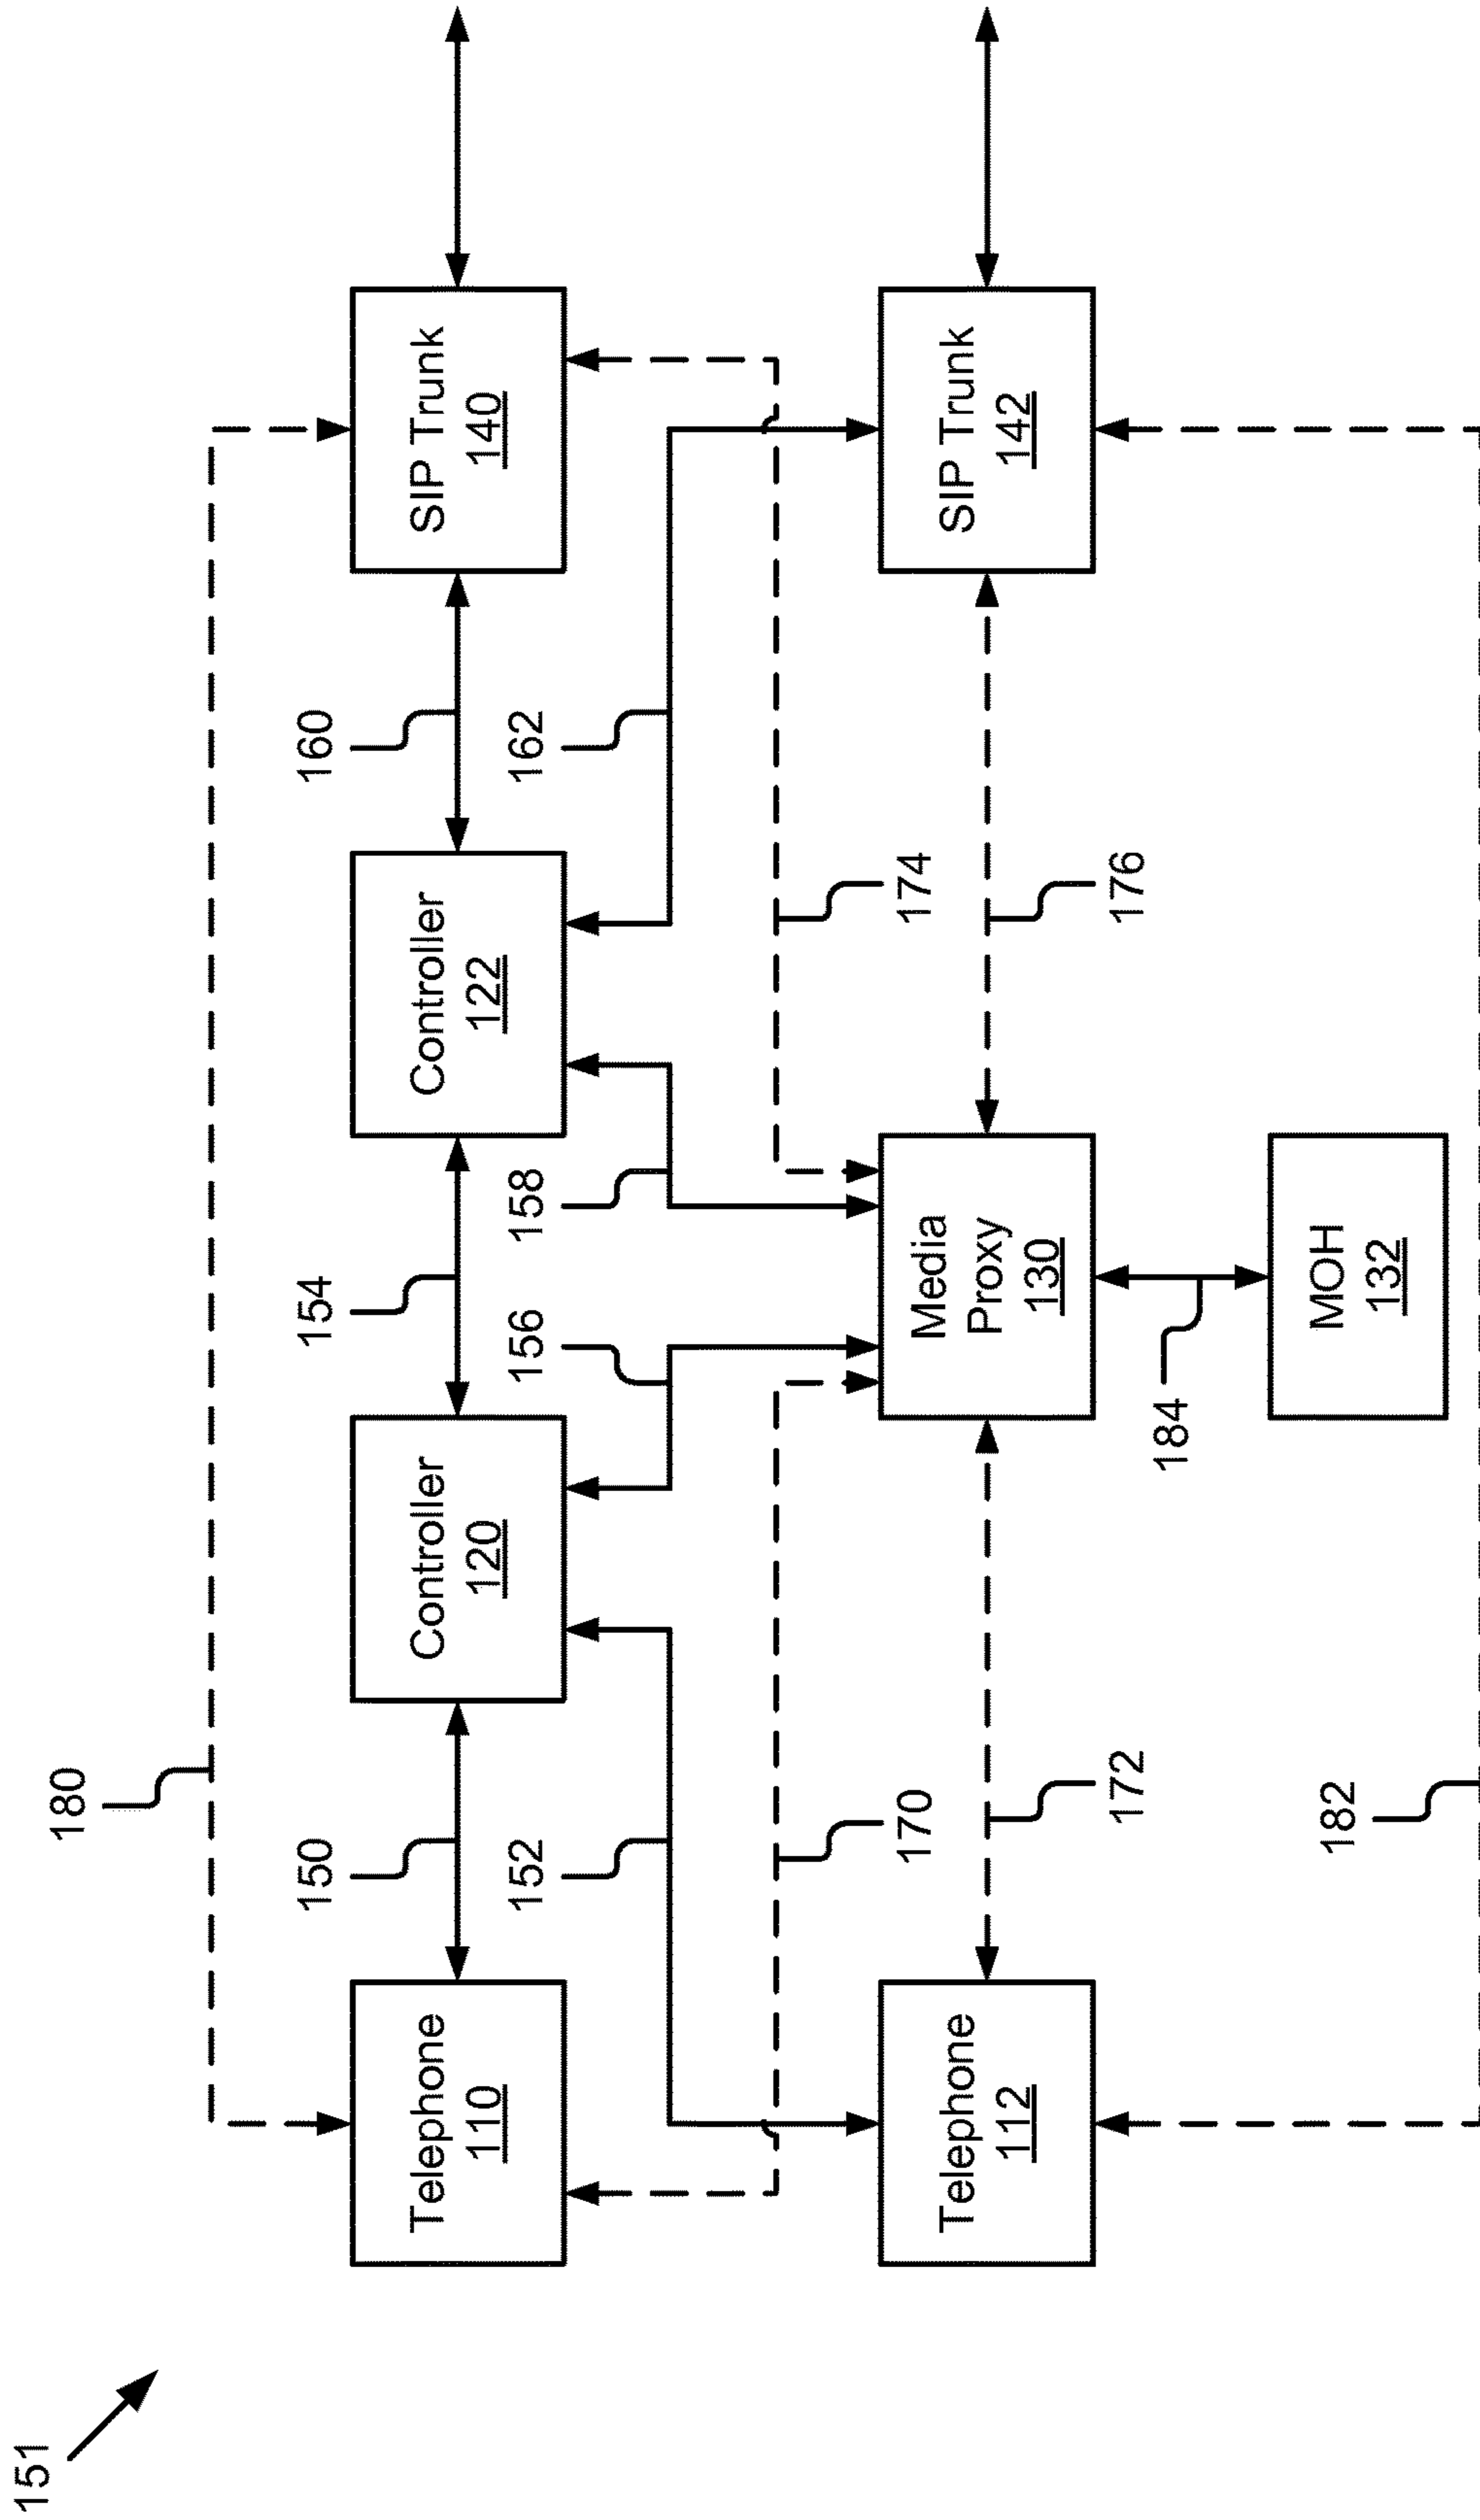 151
180
150
154
160
Telephone
110
Controller
120
Controller
122
SIP Trunk
140
152
156
158
162
170
174
Telephone
112
Media
Proxy
130
SIP Trunk
142
172
176
184
MOH
132
182